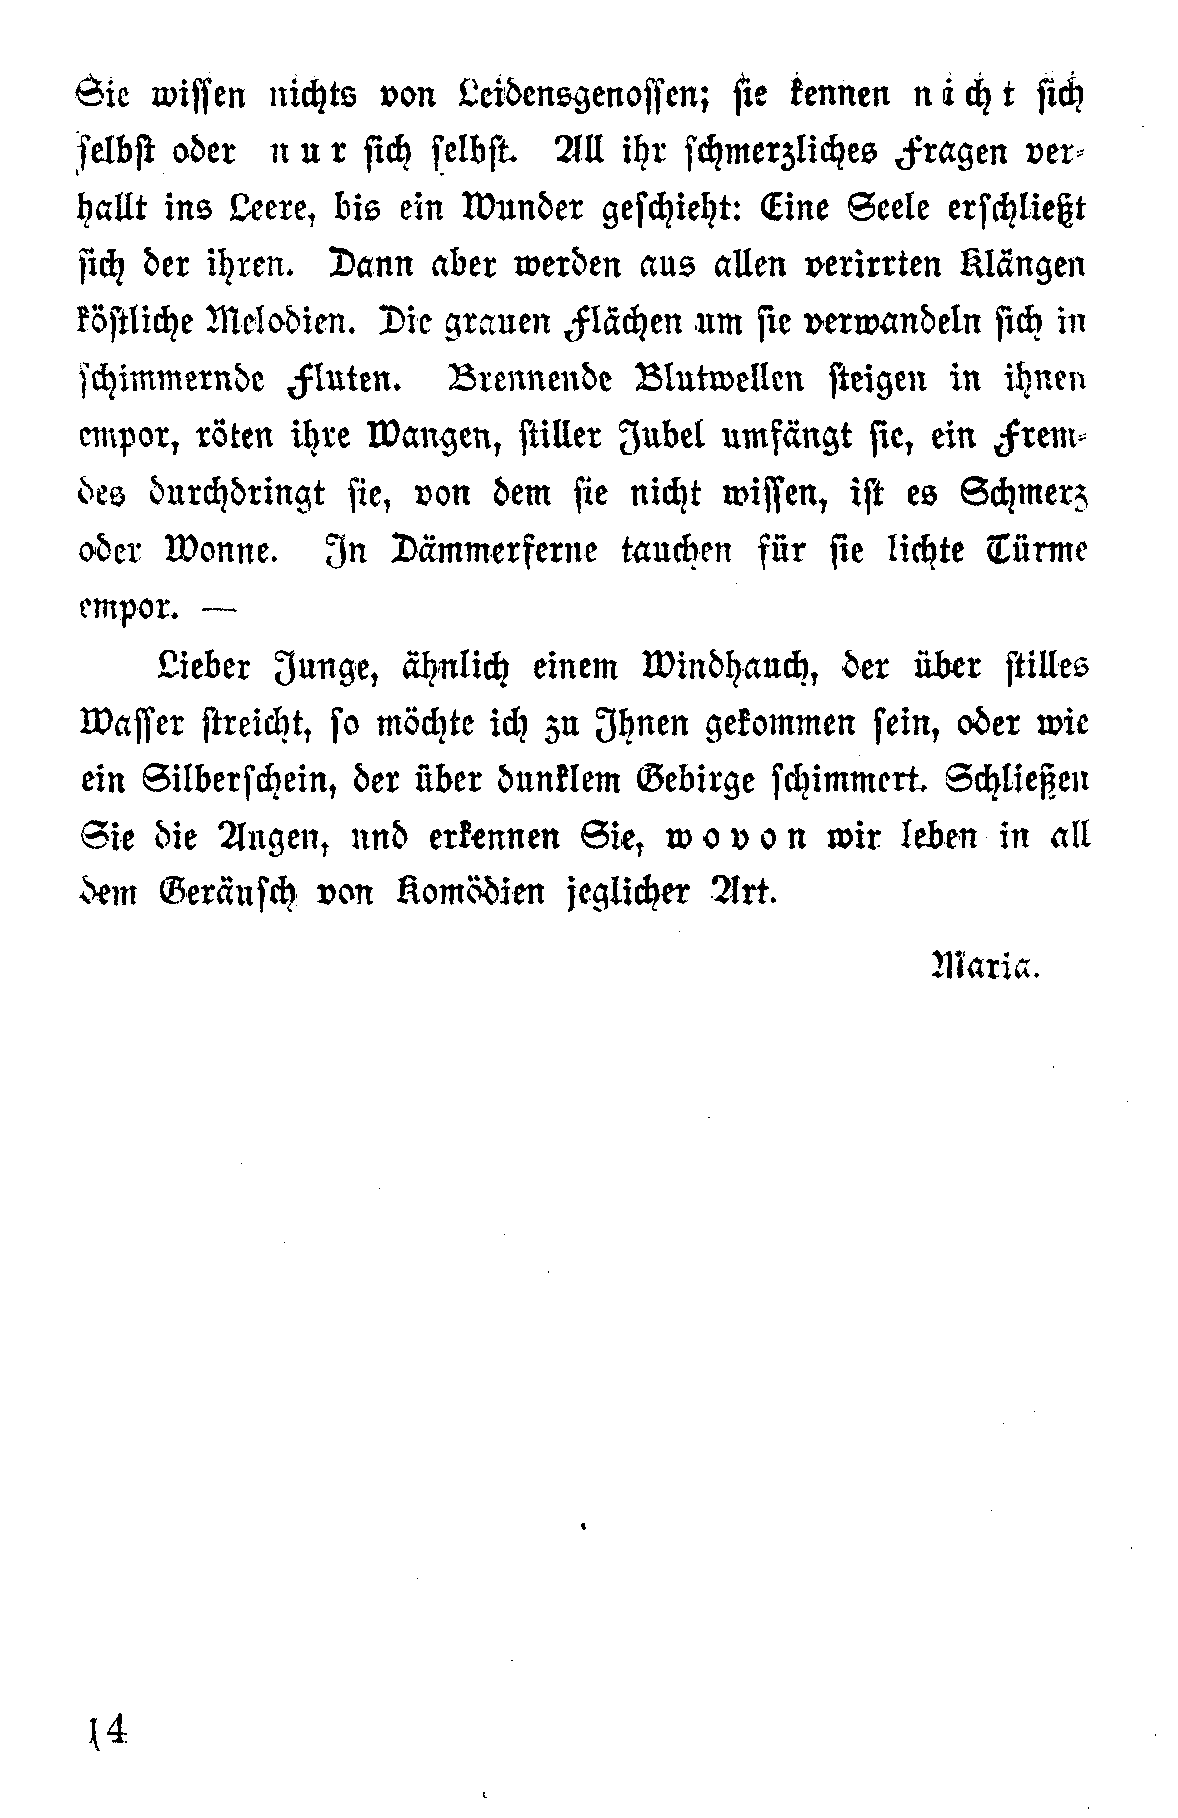 Sie wissen nichts von Leidensgenossen; sie kennen nicht sich
selbst oder nur sich selbst. All ihr schmerzliches Fragen ver-
hallt ins Leere, bis ein Wunder geschieht: Eine Seele erschließt
sich der ihren. Dann aber werden aus allen verirrten Klängen
köstliche Melodien. Die grauen Flächen um sie verwandeln sich in
schimmernde Fluten. Brennende Blutwellen steigen in ihnen
empor, röten ihre Wangen, stiller Jubel umfängt sie, ein Frem-
des durchdringt sie, von dem sie nicht wissen, ist es Schmerz
oder Wonne. In Dämmerferne tauchen für sie lichte Türme
empor. —
Lieber Junge, ähnlich einem Windhauch, der über stilles
Wasser streicht, so möchte ich zu Ihnen gekommen sein, oder wie
ein Silberschein, der über dunklem Gebirge schimmert. Schließen
Sie die Augen, und erkennen Sie, wovon wir leben in all
dem Geräusch von Komödien jeglicher Art.
Maria.
14